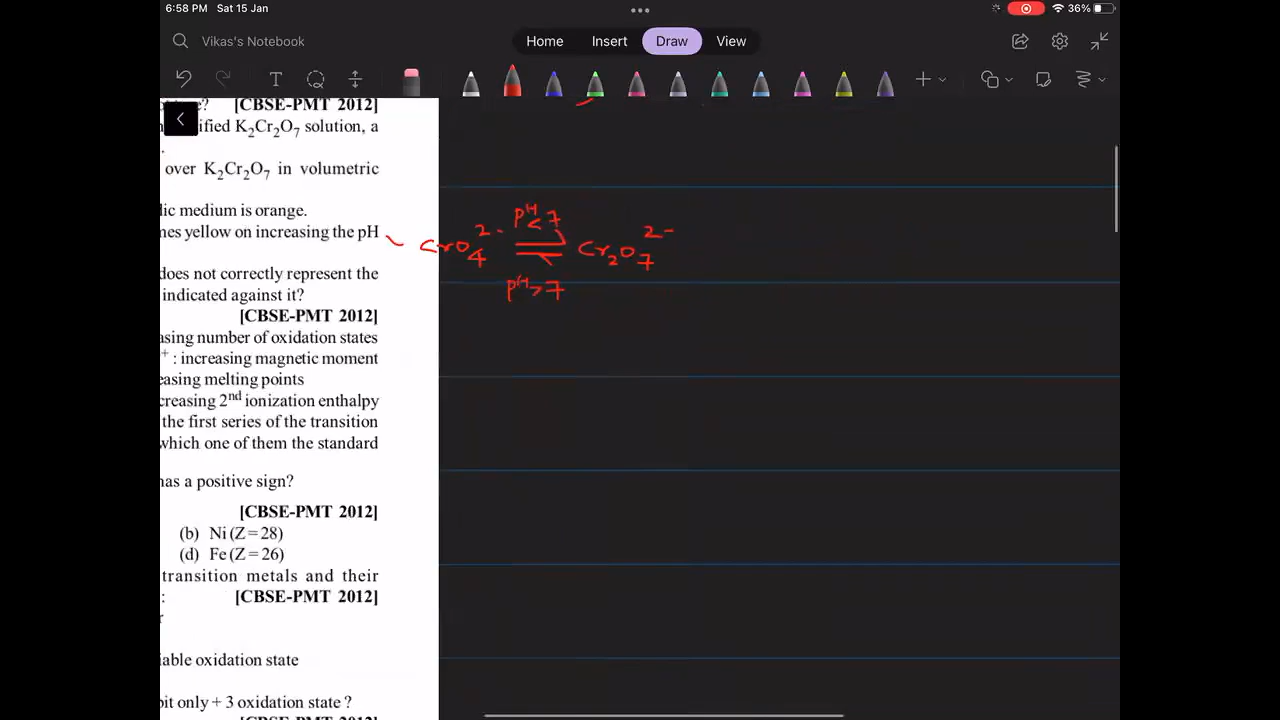 6:58 PM Sat 15 Jan
36%
Vikas's Notebook
Home Insert Draw View
[CBSE-PMT 2012]
ified K₂Cr₂O₇ solution, a
over K₂Cr₂O₇ in volumetric
lic medium is orange.
nes yellow on increasing the pH
does not correctly represent the
indicated against it?
[CBSE-PMT 2012]
asing number of oxidation states
⁺ : increasing magnetic moment
easing melting points
creasing 2nd ionization enthalpy
the first series of the transition
which one of them the standard
has a positive sign?
[CBSE-PMT 2012]
(b) Ni (Z = 28)
(d) Fe (Z = 26)
transition metals and their
: [CBSE-PMT 2012]
r
iable oxidation state
bit only + 3 oxidation state ?
pH < 7
CrO₄²⁻ ⇌ Cr₂O₇²⁻
pH > 7